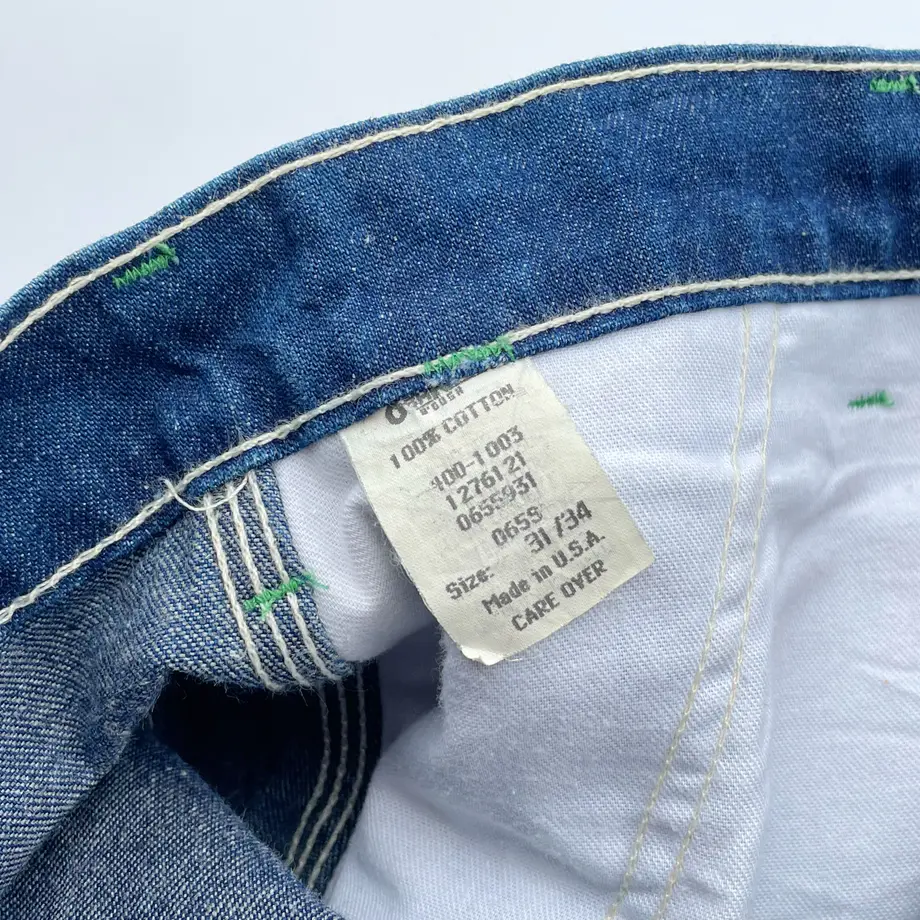 100% COTTON
400-1003
1276121
0655931
0659
Size: 31/34
Made in U.S.A.
CARE OVER